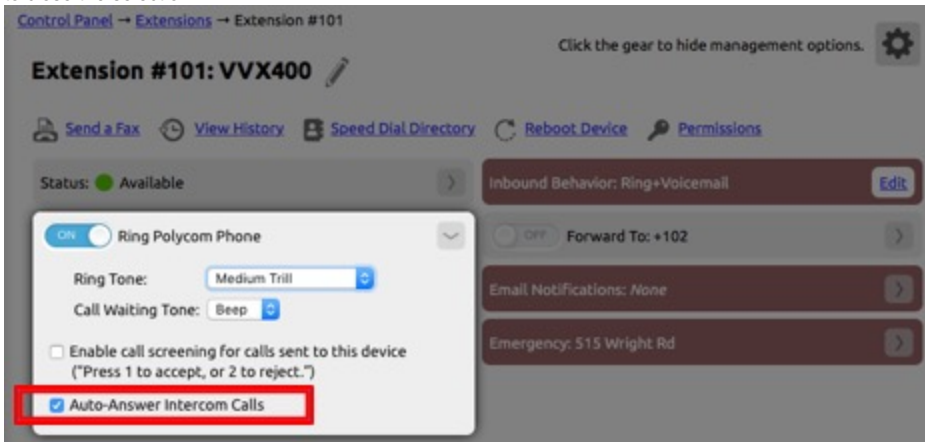 Control Panel → Extensions → Extension #101
Click the gear to hide management options.
Extension #101: VVX400
Send a Fax View History Speed Dial Directory Reboot Device Permissions
Status: Available
Inbound Behavior: Ring+Voicemail Edit
ON Ring Polycom Phone
OFF Forward To: +102
Ring Tone: Medium Trill
Call Waiting Tone: Beep
Email Notifications: None
Enable call screening for calls sent to this device
("Press 1 to accept, or 2 to reject.")
Emergency: 515 Wright Rd
Auto-Answer Intercom Calls